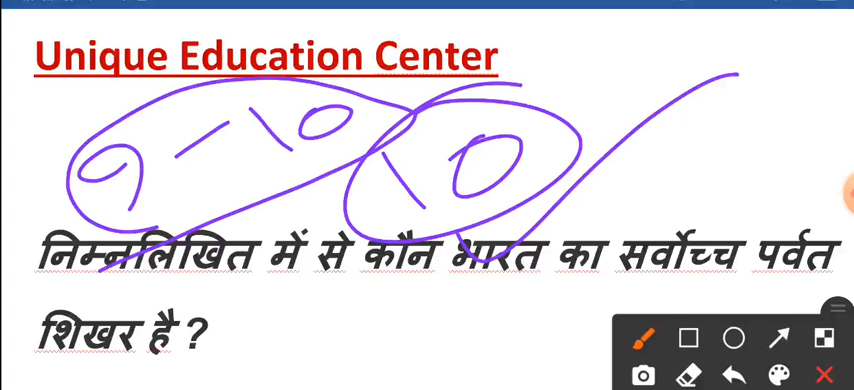 Unique Education Center
9-10 10
निम्नलिखित में से कौन भारत का सर्वोच्च पर्वत
शिखर है ?